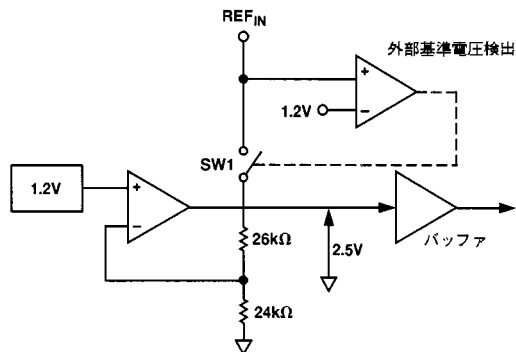 REFIN
外部基準電圧検出
+
1.2V
−
SW1
1.2V
+
−
26kΩ
2.5V
バッファ
24kΩ